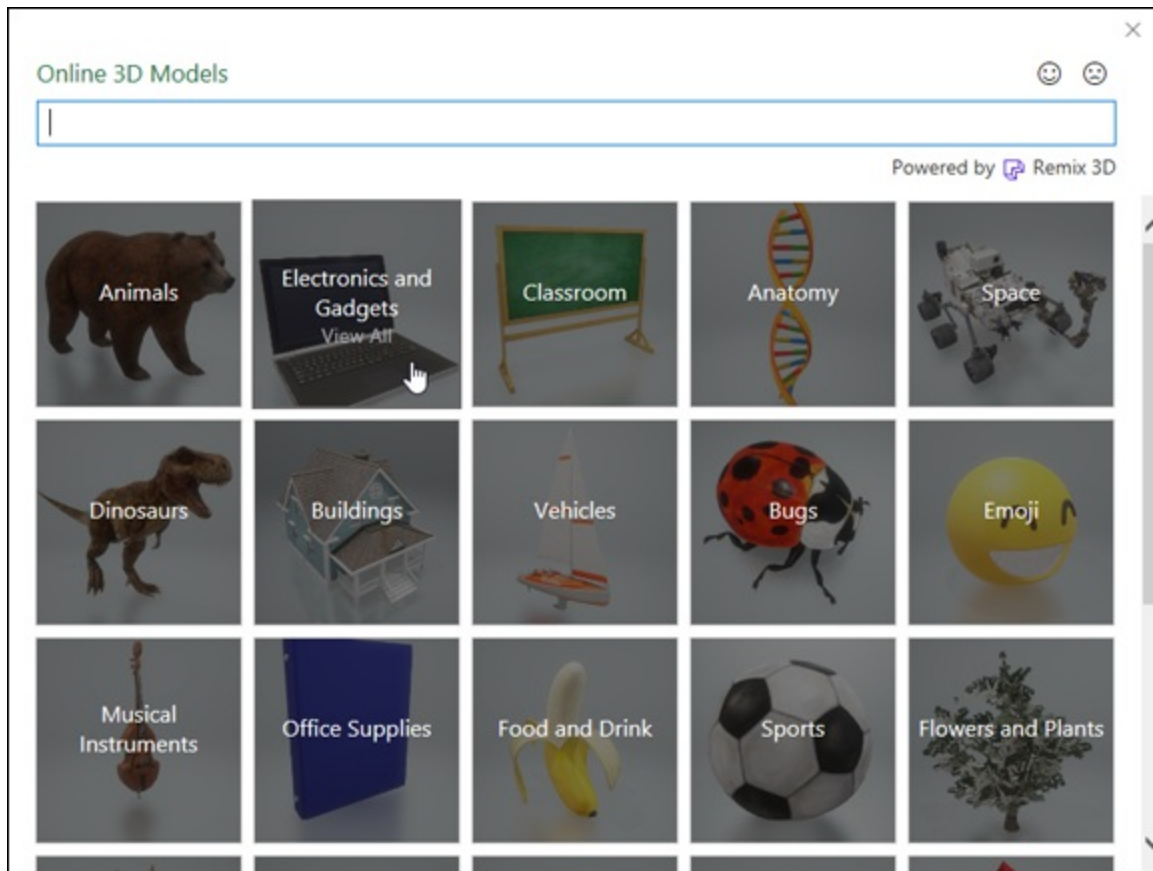 Online 3D Models
Powered by Remix 3D
Animals
Electronics and
Gadgets
View All
Classroom
Anatomy
Space
Dinosaurs
Buildings
Vehicles
Bugs
Emoji
Musical
Instruments
Office Supplies
Food and Drink
Sports
Flowers and Plants